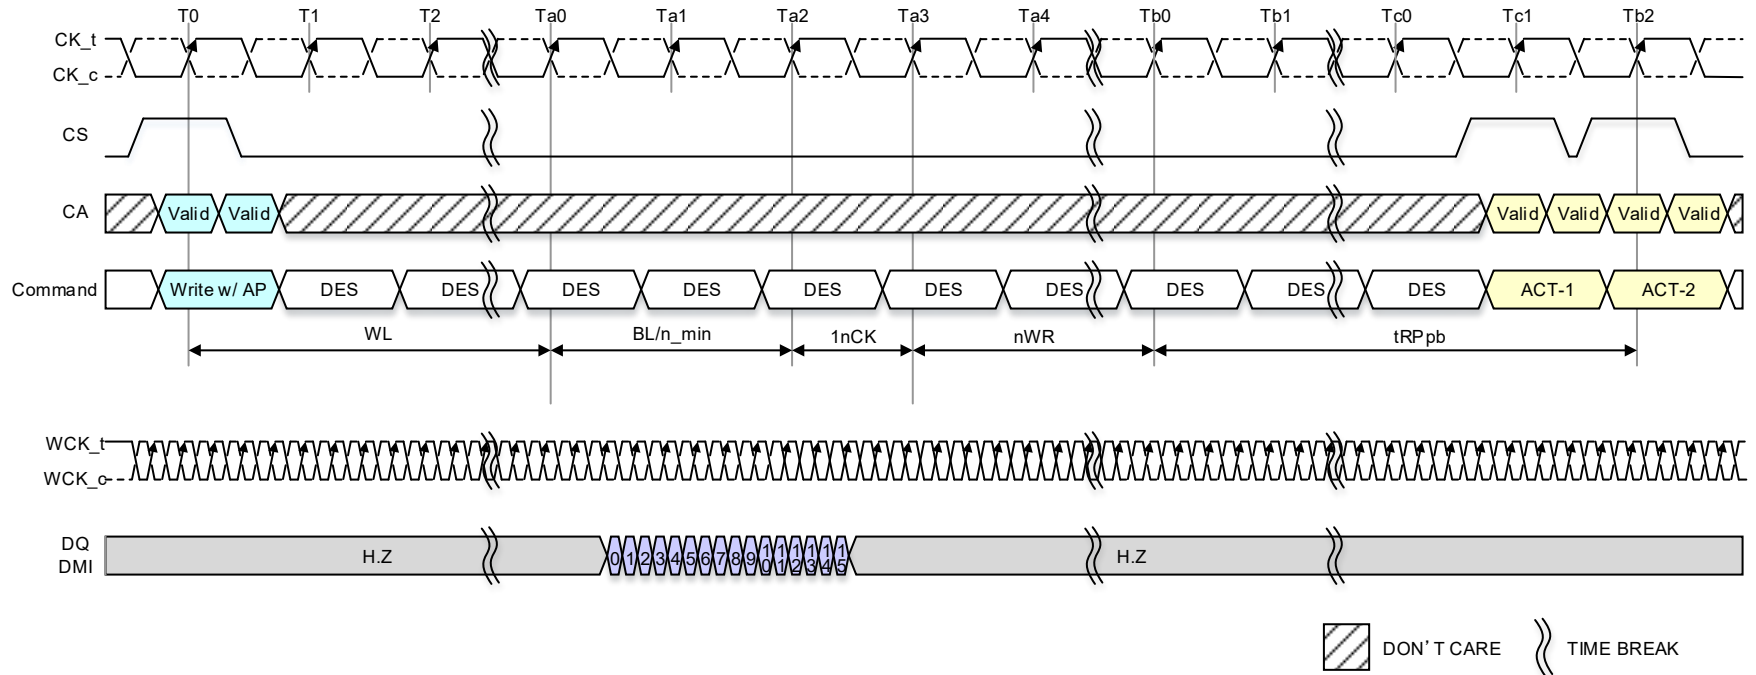 T0 T1 T2 Ta0 Ta1 Ta2 Ta3 Ta4 Tb0 Tb1 Tc0 Tc1 Tb2
CK_t
CK_c
CS
CA Valid Valid Valid Valid Valid Valid
Command Write w/ AP DES DES DES DES DES DES DES DES DES DES ACT-1 ACT-2
WL BL/n_min 1nCK nWR tRPpb
WCK_t
WCK_c
DQ
DMI
H.Z 0 1 2 3 4 5 6 7 8 9 10 11 12 13 14 15 H.Z
DON'T CARE TIME BREAK